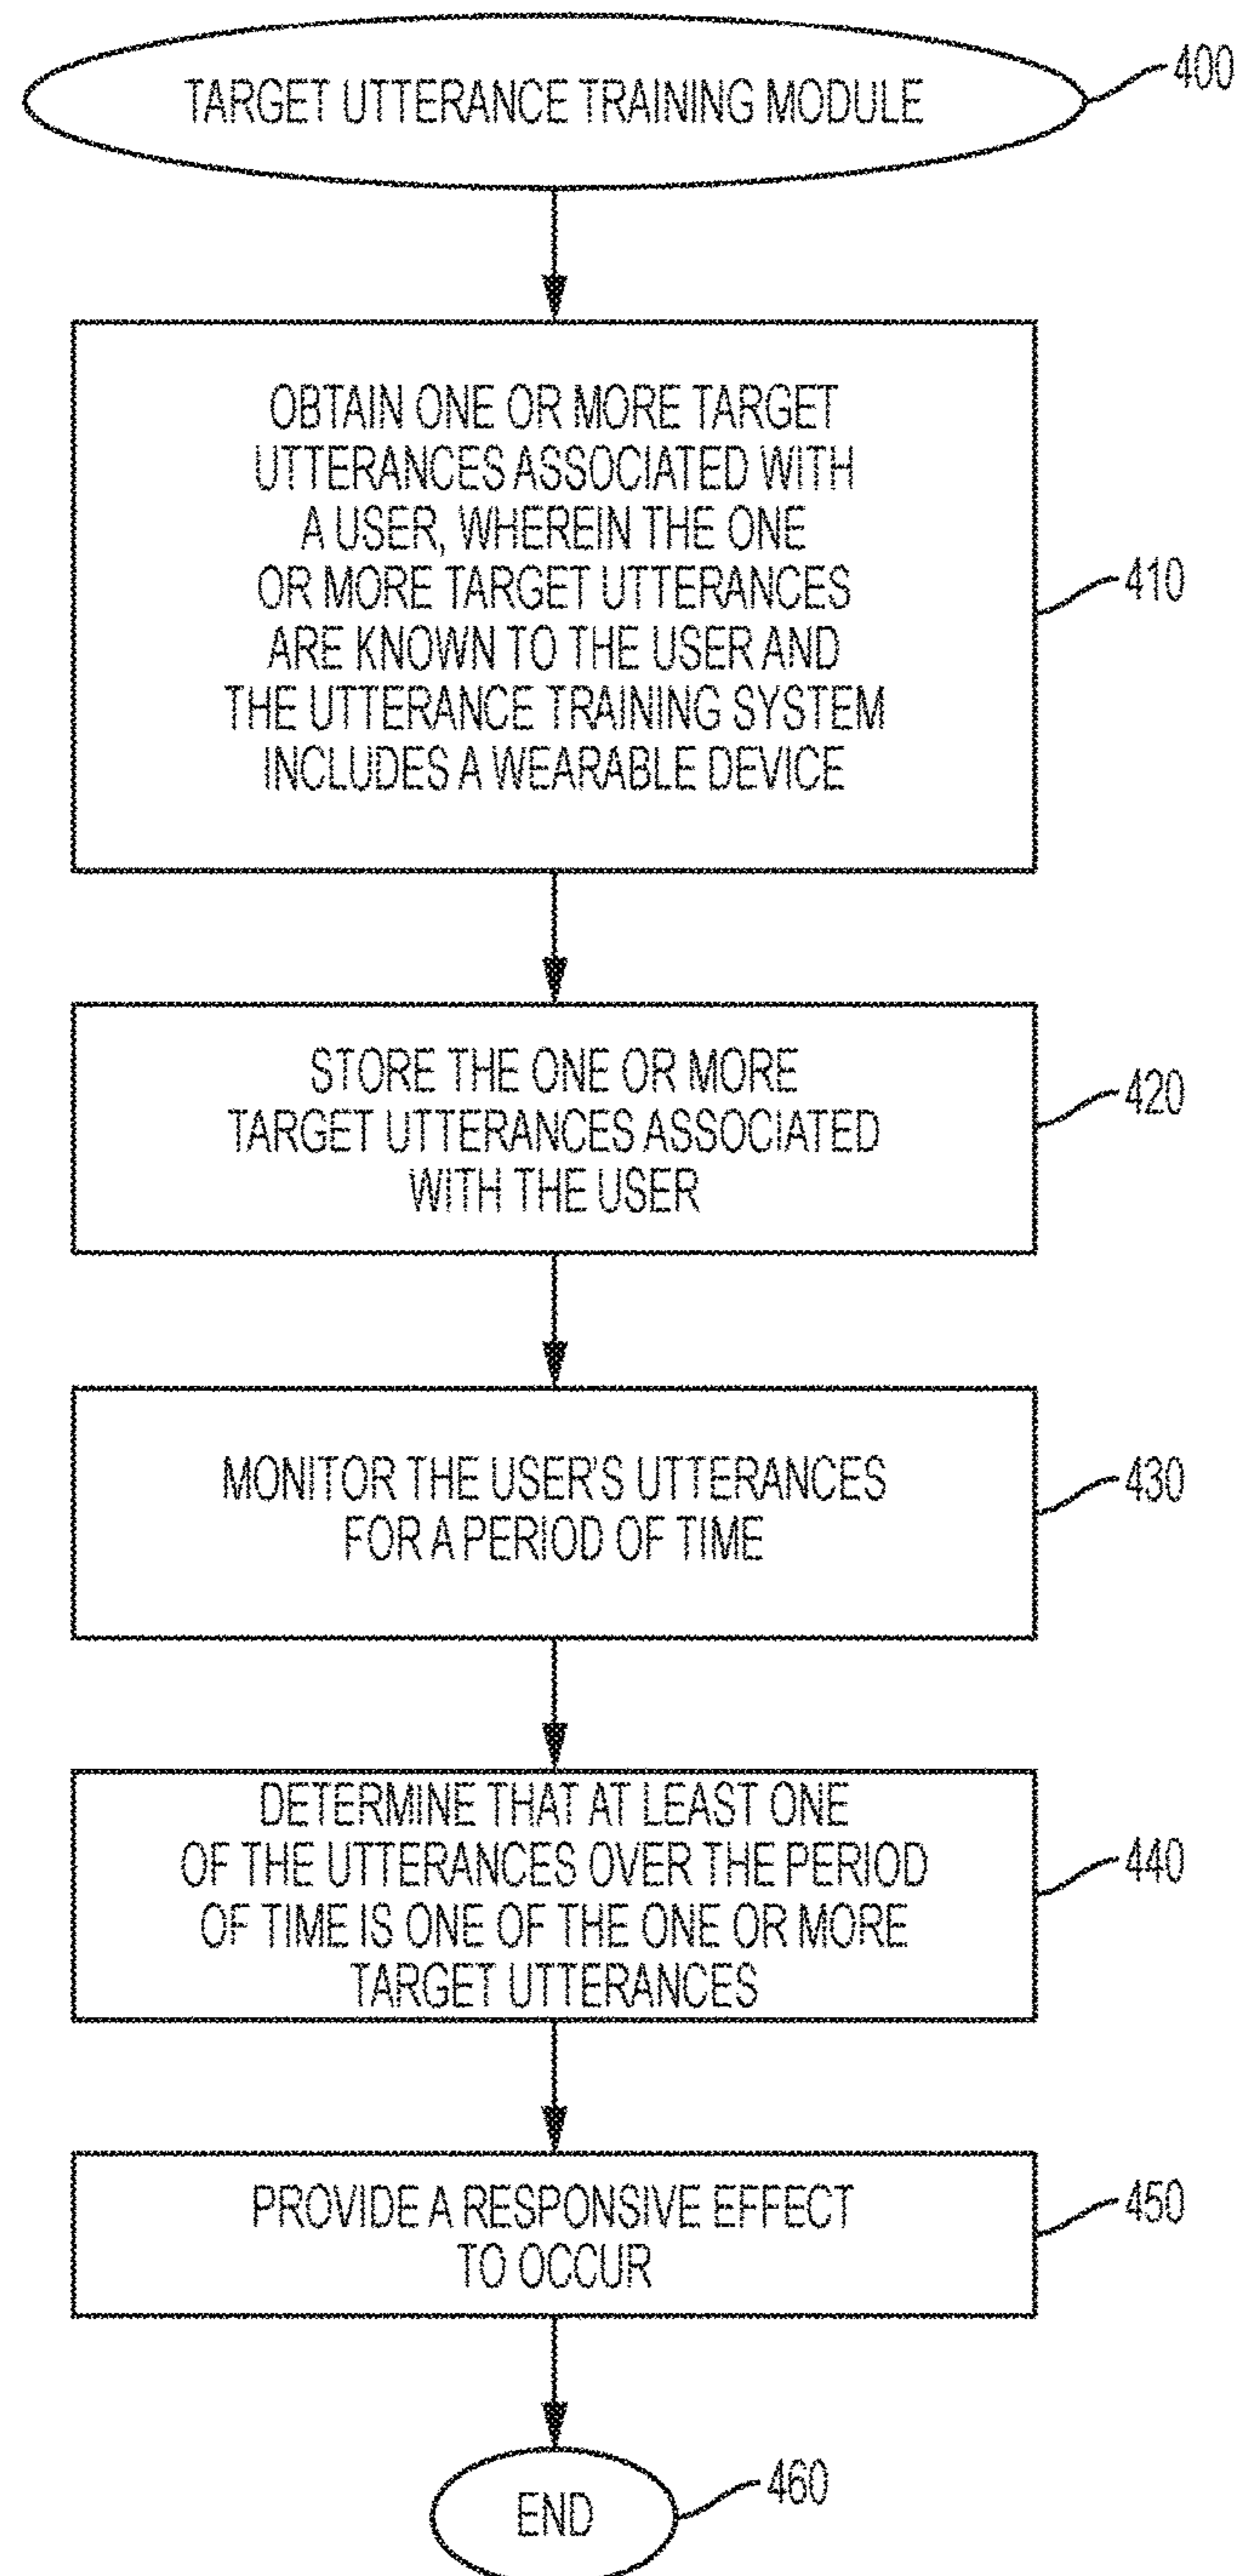 TARGET UTTERANCE TRAINING MODULE
400
OBTAIN ONE OR MORE TARGET
UTTERANCES ASSOCIATED WITH
A USER, WHEREIN THE ONE
OR MORE TARGET UTTERANCES
ARE KNOWN TO THE USER AND
THE UTTERANCE TRAINING SYSTEM
INCLUDES A WEARABLE DEVICE
410
STORE THE ONE OR MORE
TARGET UTTERANCES ASSOCIATED
WITH THE USER
420
MONITOR THE USER'S UTTERANCES
FOR A PERIOD OF TIME
430
DETERMINE THAT AT LEAST ONE
OF THE UTTERANCES OVER THE PERIOD
OF TIME IS ONE OF THE ONE OR MORE
TARGET UTTERANCES
440
PROVIDE A RESPONSIVE EFFECT
TO OCCUR
450
END
460